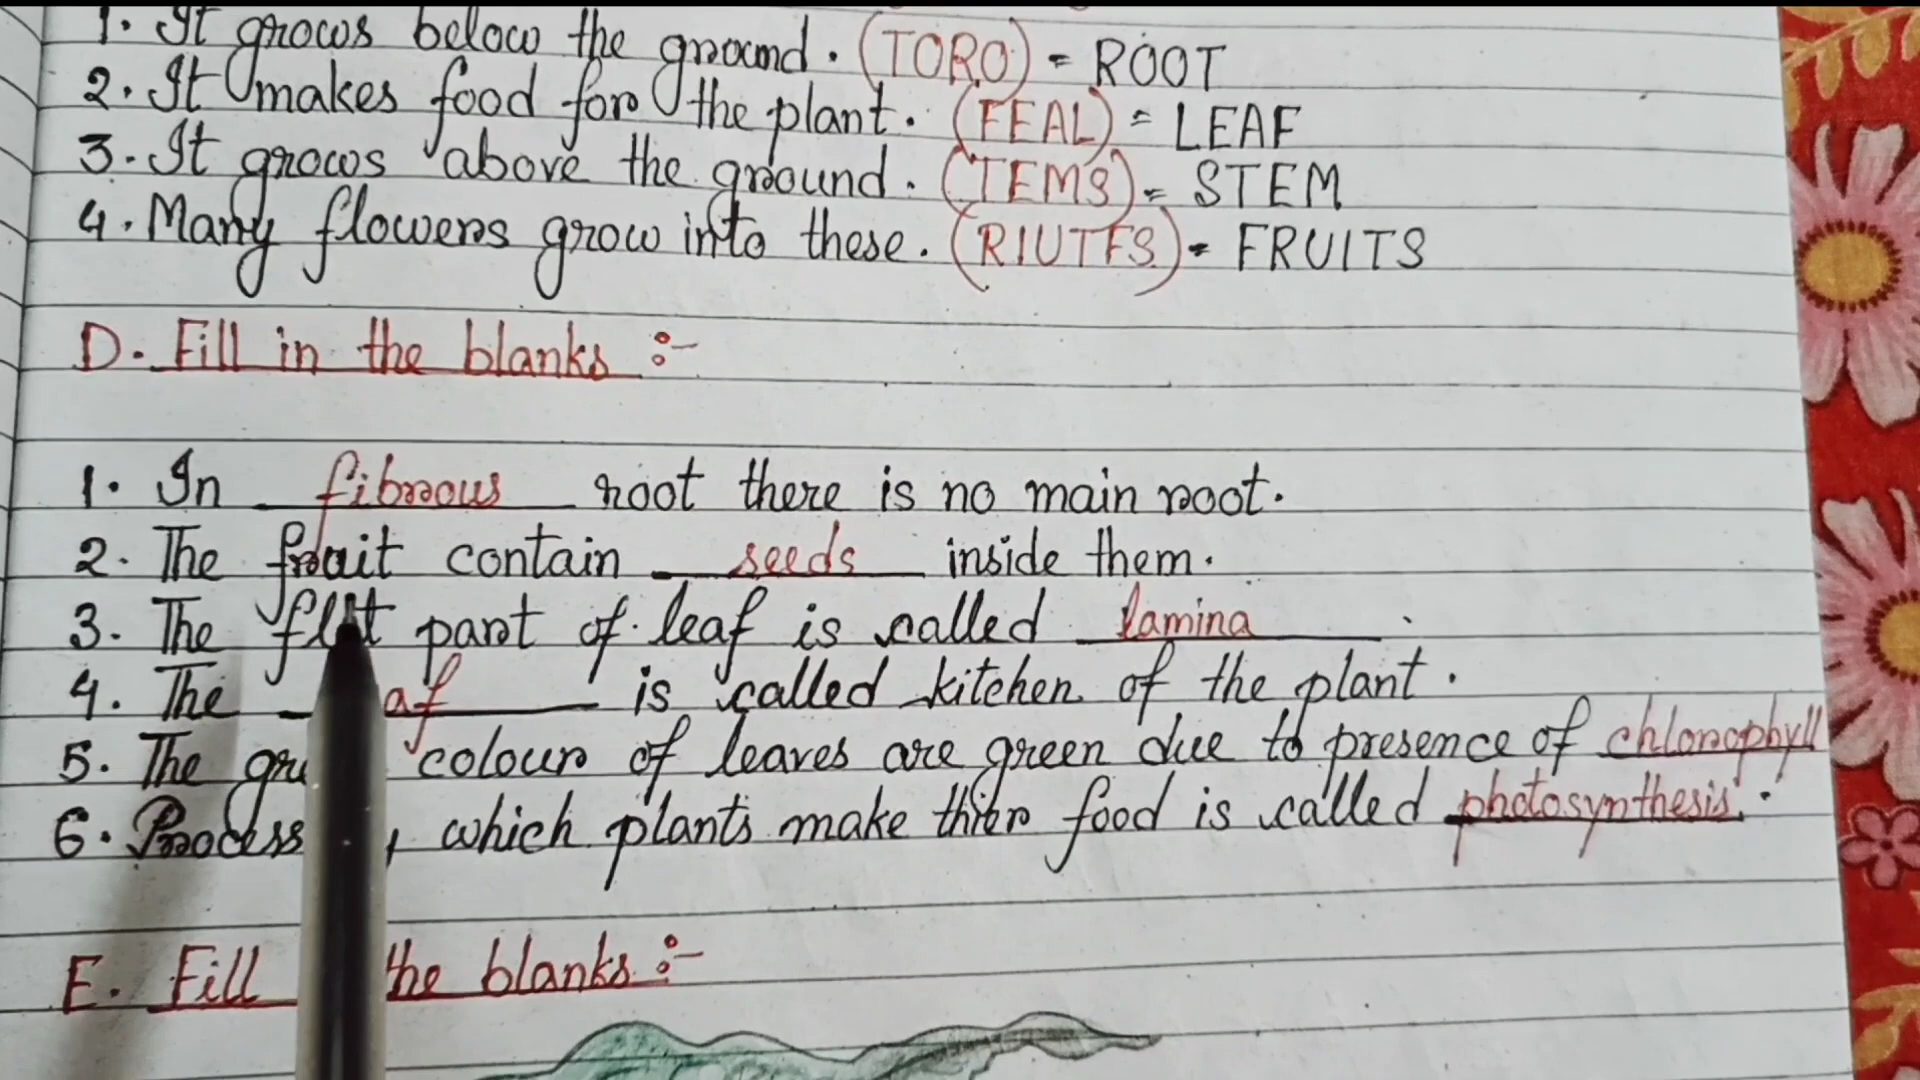 1. It grows below the ground. (TORO) = ROOT
2. It makes food for the plant. (FEAL) = LEAF
3. It grows above the ground. (TEMS) = STEM
4. Many flowers grow into these. (RIUTFS) = FRUITS
D. Fill in the blanks :-
1. In fibrous root there is no main root.
2. The fruit contain seeds inside them.
3. The flat part of leaf is called lamina.
4. The is called kitchen of the plant.
5. The colour of leaves are green due to presence of chlorophyll
6. Process , which plants make thier food is called photosynthesis.
E. Fill the blanks :-